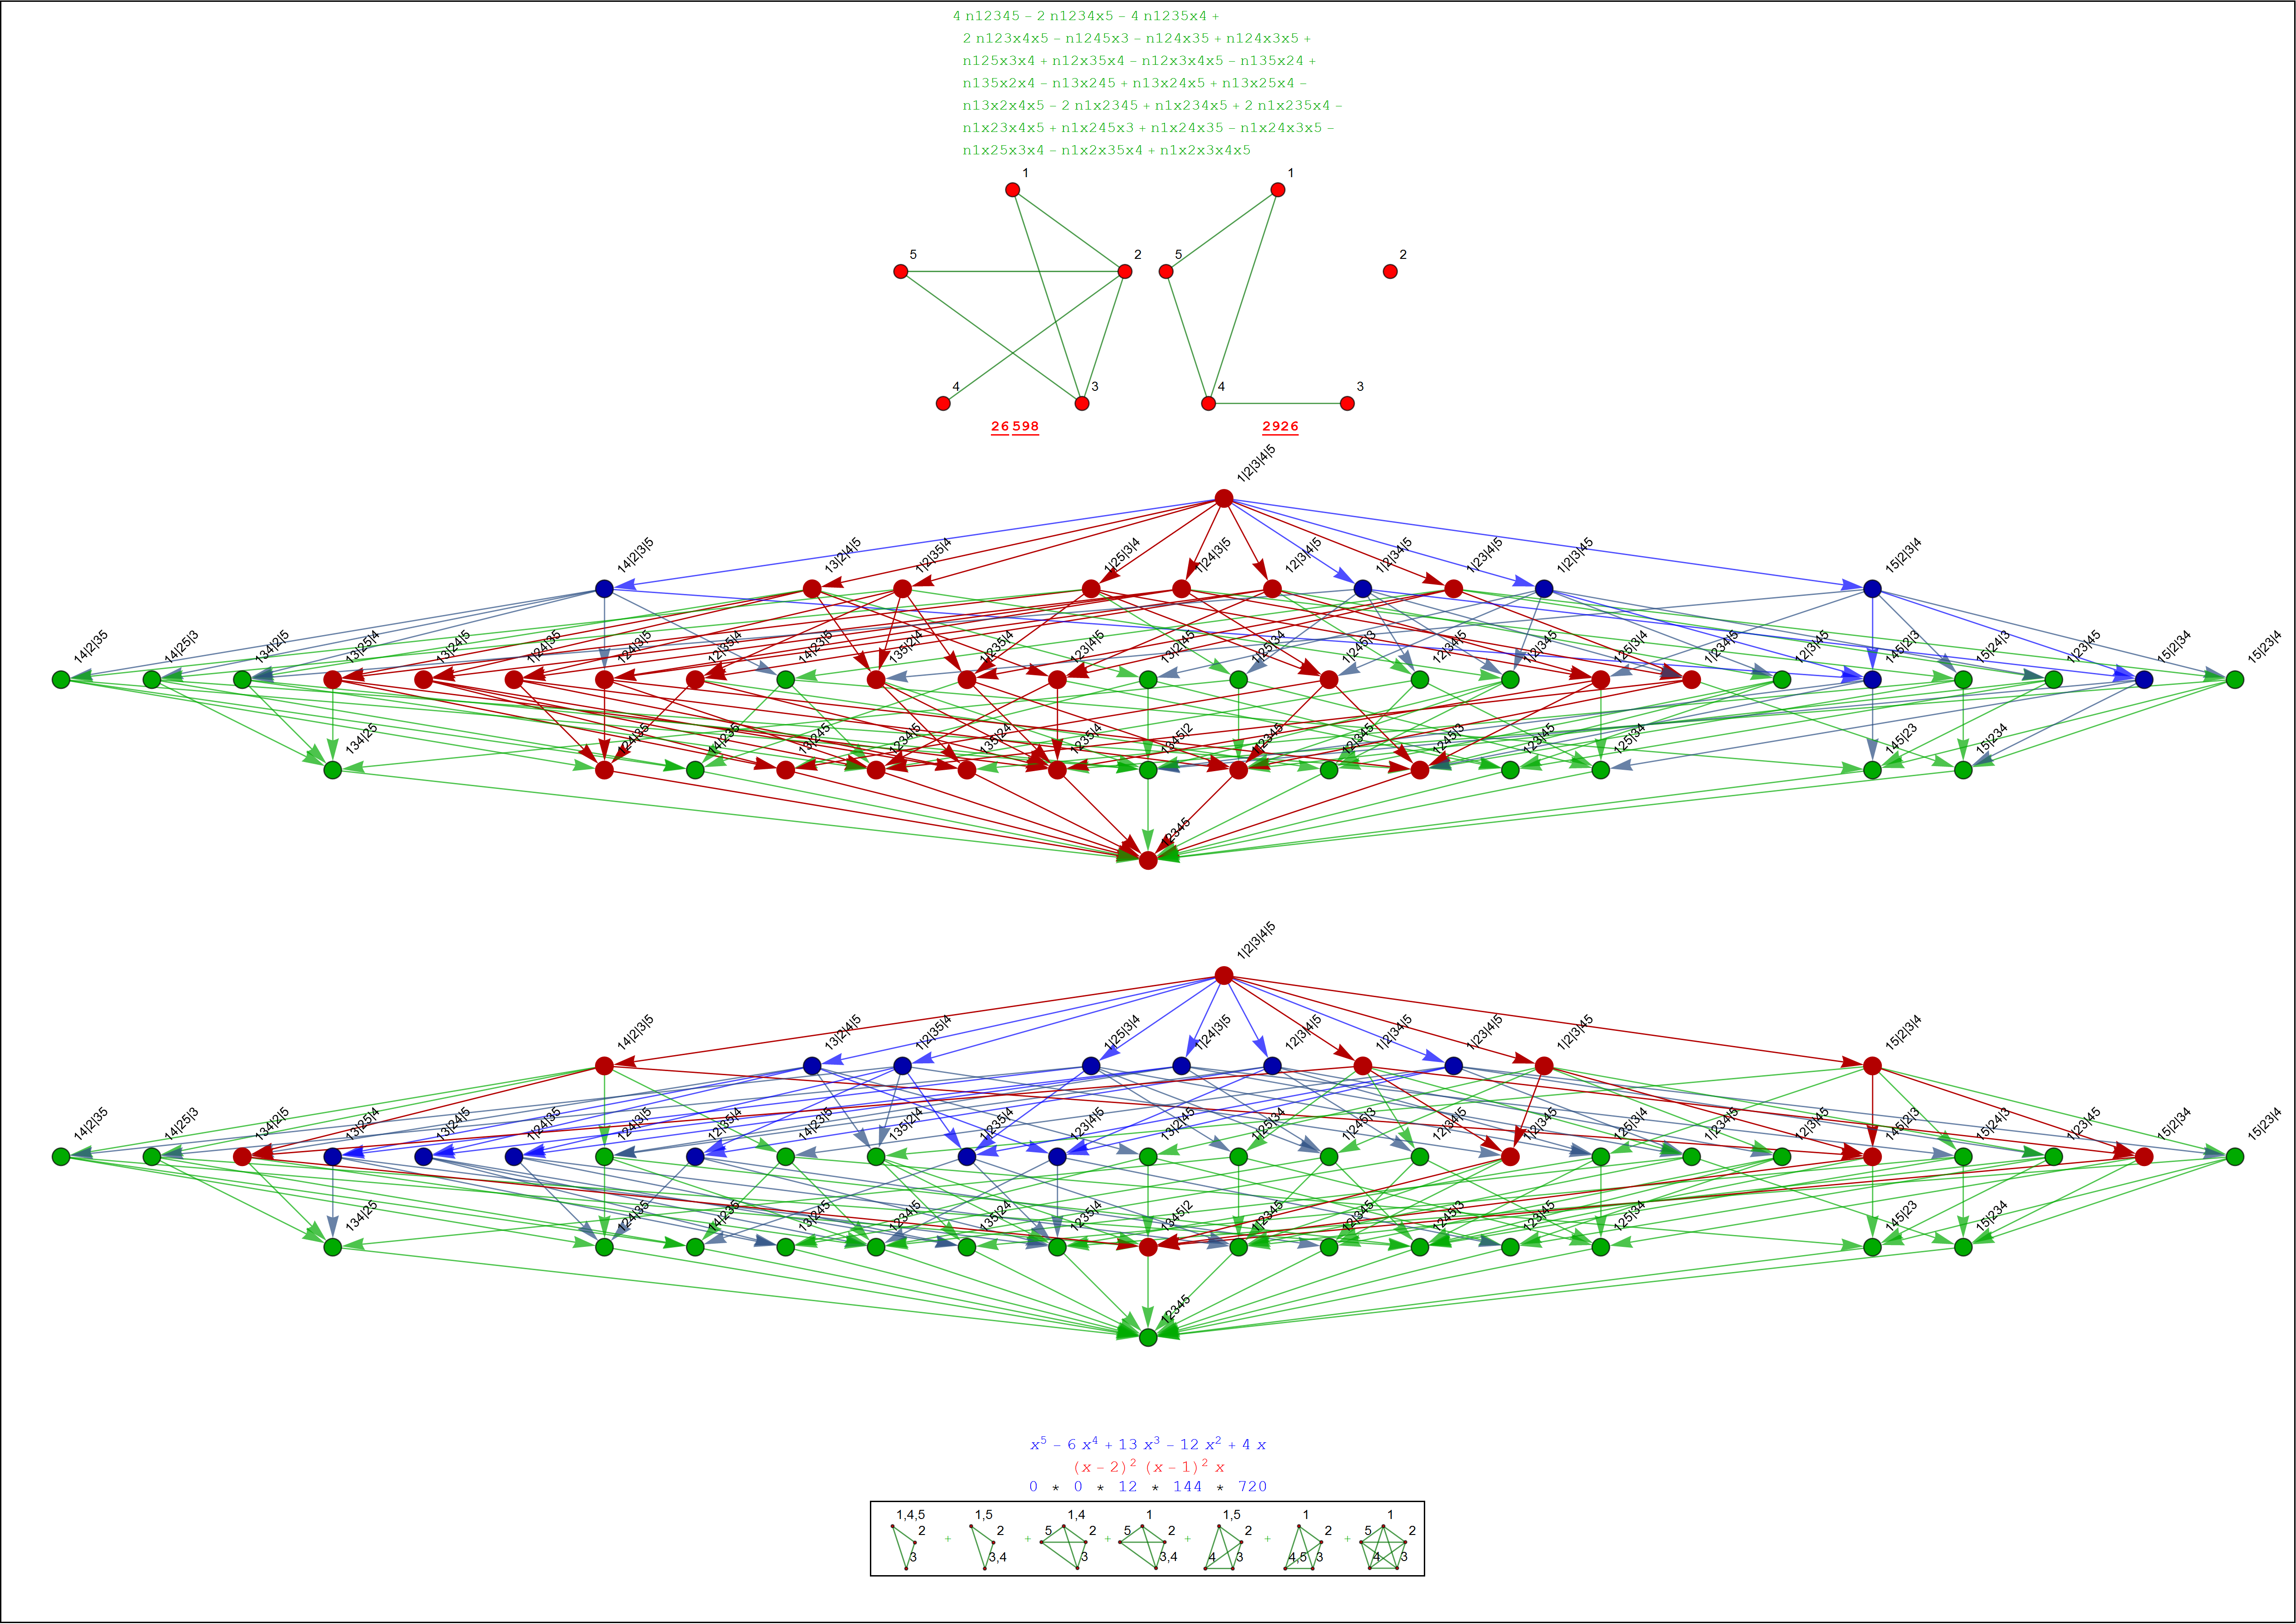 4 n12345 – 2 n1234x5 – 4 n1235x4 +
2 n123x4x5 – n1245x3 – n124x35 + n124x3x5 +
n125x3x4 + n12x35x4 – n12x3x4x5 – n135x24 +
n135x2x4 – n13x245 + n13x24x5 + n13x25x4 –
n13x2x4x5 – 2 n1x2345 + n1x234x5 + 2 n1x235x4 –
n1x23x4x5 + n1x245x3 + n1x24x35 – n1x24x3x5 –
n1x25x3x4 – n1x2x35x4 + n1x2x3x4x5
1 1
5 2 5 2
4 3 4 3
26 598 2926
1|2|3|4|5
14|2|3|5 13|2|4|5 1|2|35|4 1|25|3|4 1|24|3|5 12|3|4|5 1|2|34|5 1|23|4|5 1|2|3|45 15|2|3|4
14|2|35 14|25|3 134|2|5 13|25|4 13|24|5 1|24|35 124|3|5 12|35|4 14|23|5 135|2|4 1|235|4 123|4|5 13|2|45 1|25|34 1|245|3 12|34|5 1|2|345 125|3|4 1|234|5 12|3|45 145|2|3 15|24|3 1|23|45 15|2|34 15|23|4
134|25 124|35 14|235 13|245 1234|5 135|24 1235|4 1345|2 1|2345 12|345 1245|3 123|45 125|34 145|23 15|234
12345
1|2|3|4|5
14|2|3|5 13|2|4|5 1|2|35|4 1|25|3|4 1|24|3|5 12|3|4|5 1|2|34|5 1|23|4|5 1|2|3|45 15|2|3|4
14|2|35 14|25|3 134|2|5 13|25|4 13|24|5 1|24|35 124|3|5 12|35|4 14|23|5 135|2|4 1|235|4 123|4|5 13|2|45 1|25|34 1|245|3 12|34|5 1|2|345 125|3|4 1|234|5 12|3|45 145|2|3 15|24|3 1|23|45 15|2|34 15|23|4
134|25 124|35 14|235 13|245 1234|5 135|24 1235|4 1345|2 1|2345 12|345 1245|3 123|45 125|34 145|23 15|234
12345
x⁵ – 6 x⁴ + 13 x³ – 12 x² + 4 x
(x – 2)² (x – 1)² x
0 * 0 * 12 * 144 * 720
1,4,5 1,5 1,4 1 1,5 1 1
2 + 2 + 5 2 + 5 2 + 2 + 2 + 5 2
3 3,4 3 3,4 4 3 4,5 3 4 3